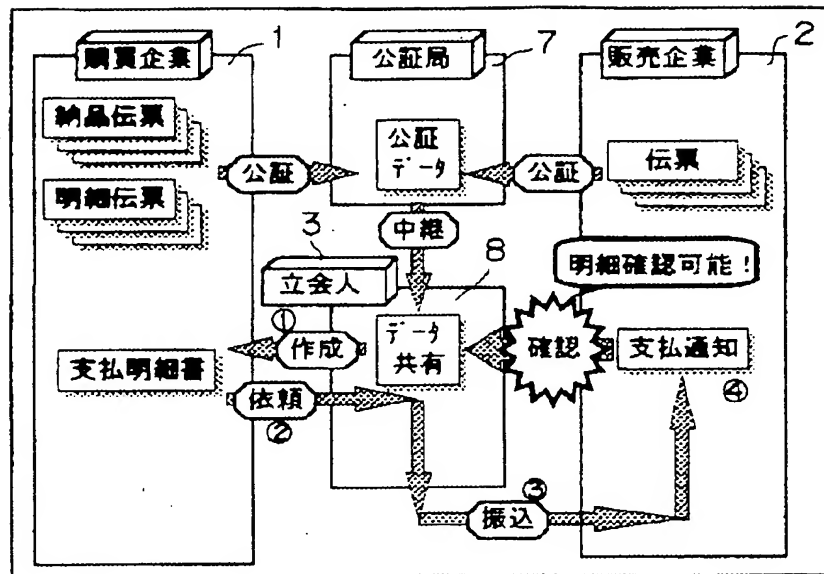 購買企業
1
公証局
7
販売企業
2
納品伝票
公証
データ
公証
公証
伝票
明細伝票
中継
3
立会人
8
明細確認可能!
①
作成
データ
共有
確認
支払通知
支払明細書
④
依頼
②
③
振込